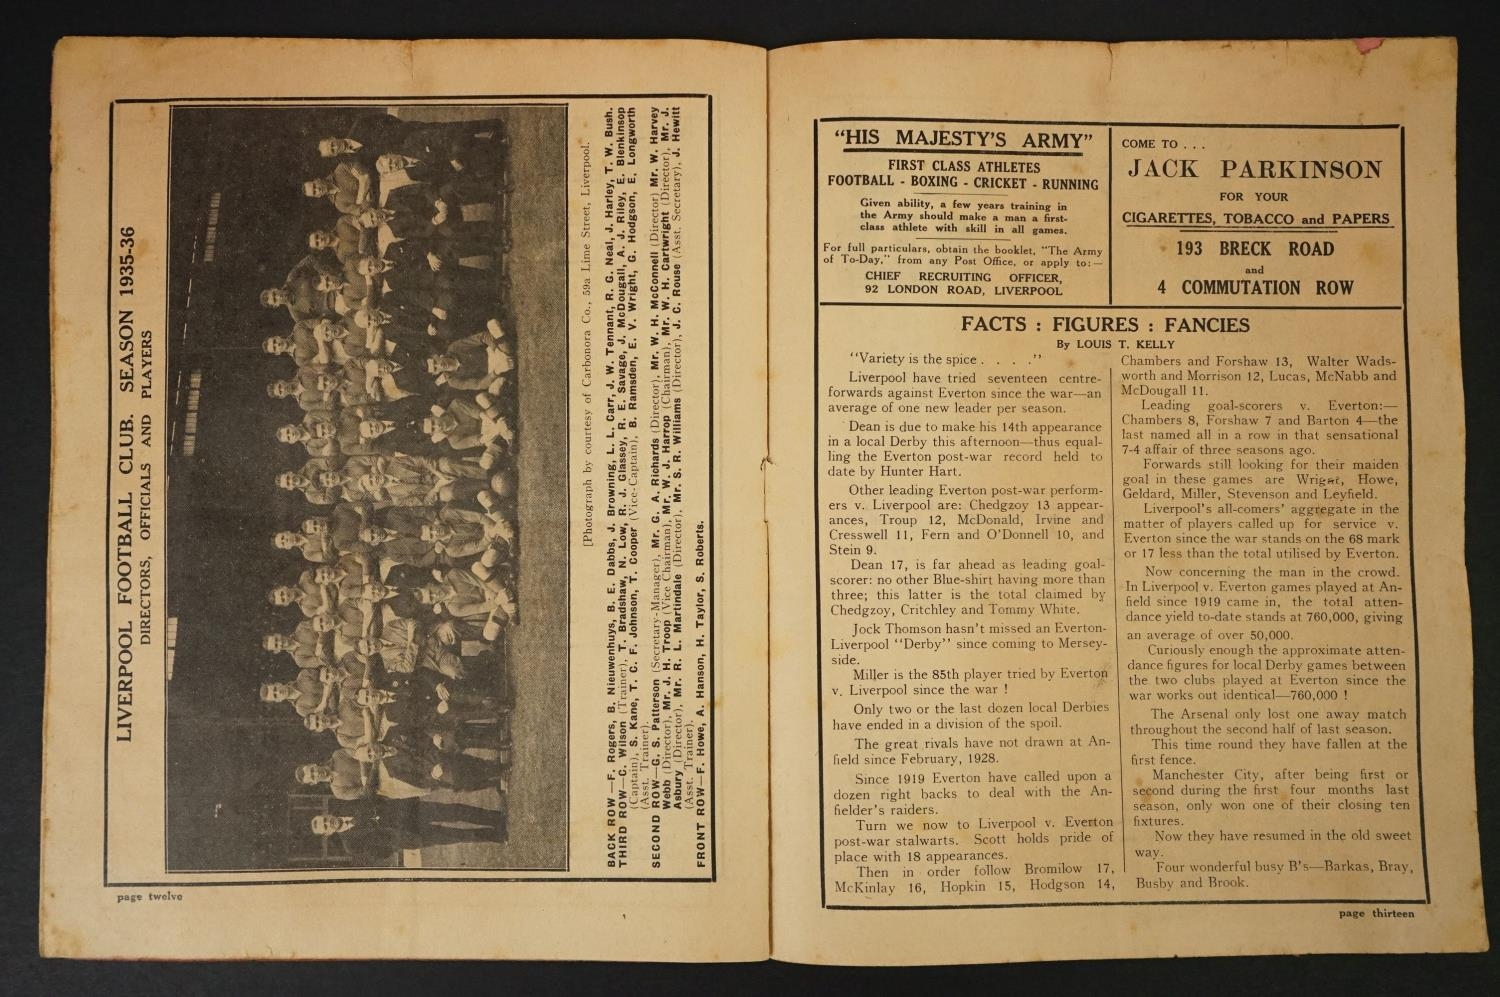 LIVERPOOL FOOTBALL CLUB. SEASON 1935-36
DIRECTORS, OFFICIALS AND PLAYERS
[Photograph by courtesy of Carbonora Co., 59a Lime Street, Liverpool.
BACK ROW—F. Rogers, B. Nieuwenhuys, B. E. Dabbs, J. Browning, L. L. Carr, J. W. Tennant, R. G. Neal, J. Harley, T. W. Bush.
THIRD ROW—C. Wilson (Trainer), T. Bradshaw, N. Low, R. J. Glassey, R. E. Savage, J. McDougall, A. J. Riley, E. Blenkinsop
(Captain), S. Kane, T. C. F. Johnson, T. Cooper (Vice-Captain), B. Ramsden, E. V. Wright, G. Hodgson, E. Longworth
(Asst. Trainer).
SECOND ROW—G. S. Patterson (Secretary-Manager), Mr. G. A. Richards (Director), Mr. W. H. McConnell (Director) Mr. W. Harvey
Webb (Director), Mr. J. H. Troop (Vice Chairman), Mr. W. J. Harrop (Chairman), Mr. W. H. Cartwright (Director), Mr. J.
Asbury (Director), Mr. R. L. Martindale (Director), Mr. S. R. Williams (Director), J. C. Rouse (Asst. Secretary), J. Hewitt
(Asst. Trainer).
FRONT ROW—F. Howe, A. Hanson, H. Taylor, S. Roberts.
page twelve
"HIS MAJESTY'S ARMY"
FIRST CLASS ATHLETES
FOOTBALL - BOXING - CRICKET - RUNNING
Given ability, a few years training in
the Army should make a man a first-
class athlete with skill in all games.
For full particulars, obtain the booklet, "The Army
of To-Day," from any Post Office, or apply to:—
CHIEF RECRUITING OFFICER,
92 LONDON ROAD, LIVERPOOL
COME TO . . .
JACK PARKINSON
FOR YOUR
CIGARETTES, TOBACCO and PAPERS
193 BRECK ROAD
and
4 COMMUTATION ROW
FACTS : FIGURES : FANCIES
By LOUIS T. KELLY
"Variety is the spice . . . ."
Liverpool have tried seventeen centre-
forwards against Everton since the war—an
average of one new leader per season.
Dean is due to make his 14th appearance
in a local Derby this afternoon—thus equal-
ling the Everton post-war record held to
date by Hunter Hart.
Other leading Everton post-war perform-
ers v. Liverpool are: Chedgzoy 13 appear-
ances, Troup 12, McDonald, Irvine and
Cresswell 11, Fern and O'Donnell 10, and
Stein 9.
Dean 17, is far ahead as leading goal-
scorer: no other Blue-shirt having more than
three; this latter is the total claimed by
Chedgzoy, Critchley and Tommy White.
Jock Thomson hasn't missed an Everton-
Liverpool "Derby" since coming to Mersey-
side.
Miller is the 85th player tried by Everton
v. Liverpool since the war !
Only two or the last dozen local Derbies
have ended in a division of the spoil.
The great rivals have not drawn at An-
field since February, 1928.
Since 1919 Everton have called upon a
dozen right backs to deal with the An-
fielder's raiders.
Turn we now to Liverpool v. Everton
post-war stalwarts. Scott holds pride of
place with 18 appearances.
Then in order follow Bromilow 17,
McKinlay 16, Hopkin 15, Hodgson 14,
Chambers and Forshaw 13, Walter Wads-
worth and Morrison 12, Lucas, McNabb and
McDougall 11.
Leading goal-scorers v. Everton:—
Chambers 8, Forshaw 7 and Barton 4—the
last named all in a row in that sensational
7-4 affair of three seasons ago.
Forwards still looking for their maiden
goal in these games are Wright, Howe,
Geldard, Miller, Stevenson and Leyfield.
Liverpool's all-comers' aggregate in the
matter of players called up for service v.
Everton since the war stands on the 68 mark
or 17 less than the total utilised by Everton.
Now concerning the man in the crowd.
In Liverpool v. Everton games played at An-
field since 1919 came in, the total atten-
dance yield to-date stands at 760,000, giving
an average of over 50,000.
Curiously enough the approximate atten-
dance figures for local Derby games between
the two clubs played at Everton since the
war works out identical—760,000 !
The Arsenal only lost one away match
throughout the second half of last season.
This time round they have fallen at the
first fence.
Manchester City, after being first or
second during the first four months last
season, only won one of their closing ten
fixtures.
Now they have resumed in the old sweet
way.
Four wonderful busy B's—Barkas, Bray,
Busby and Brook.
page thirteen